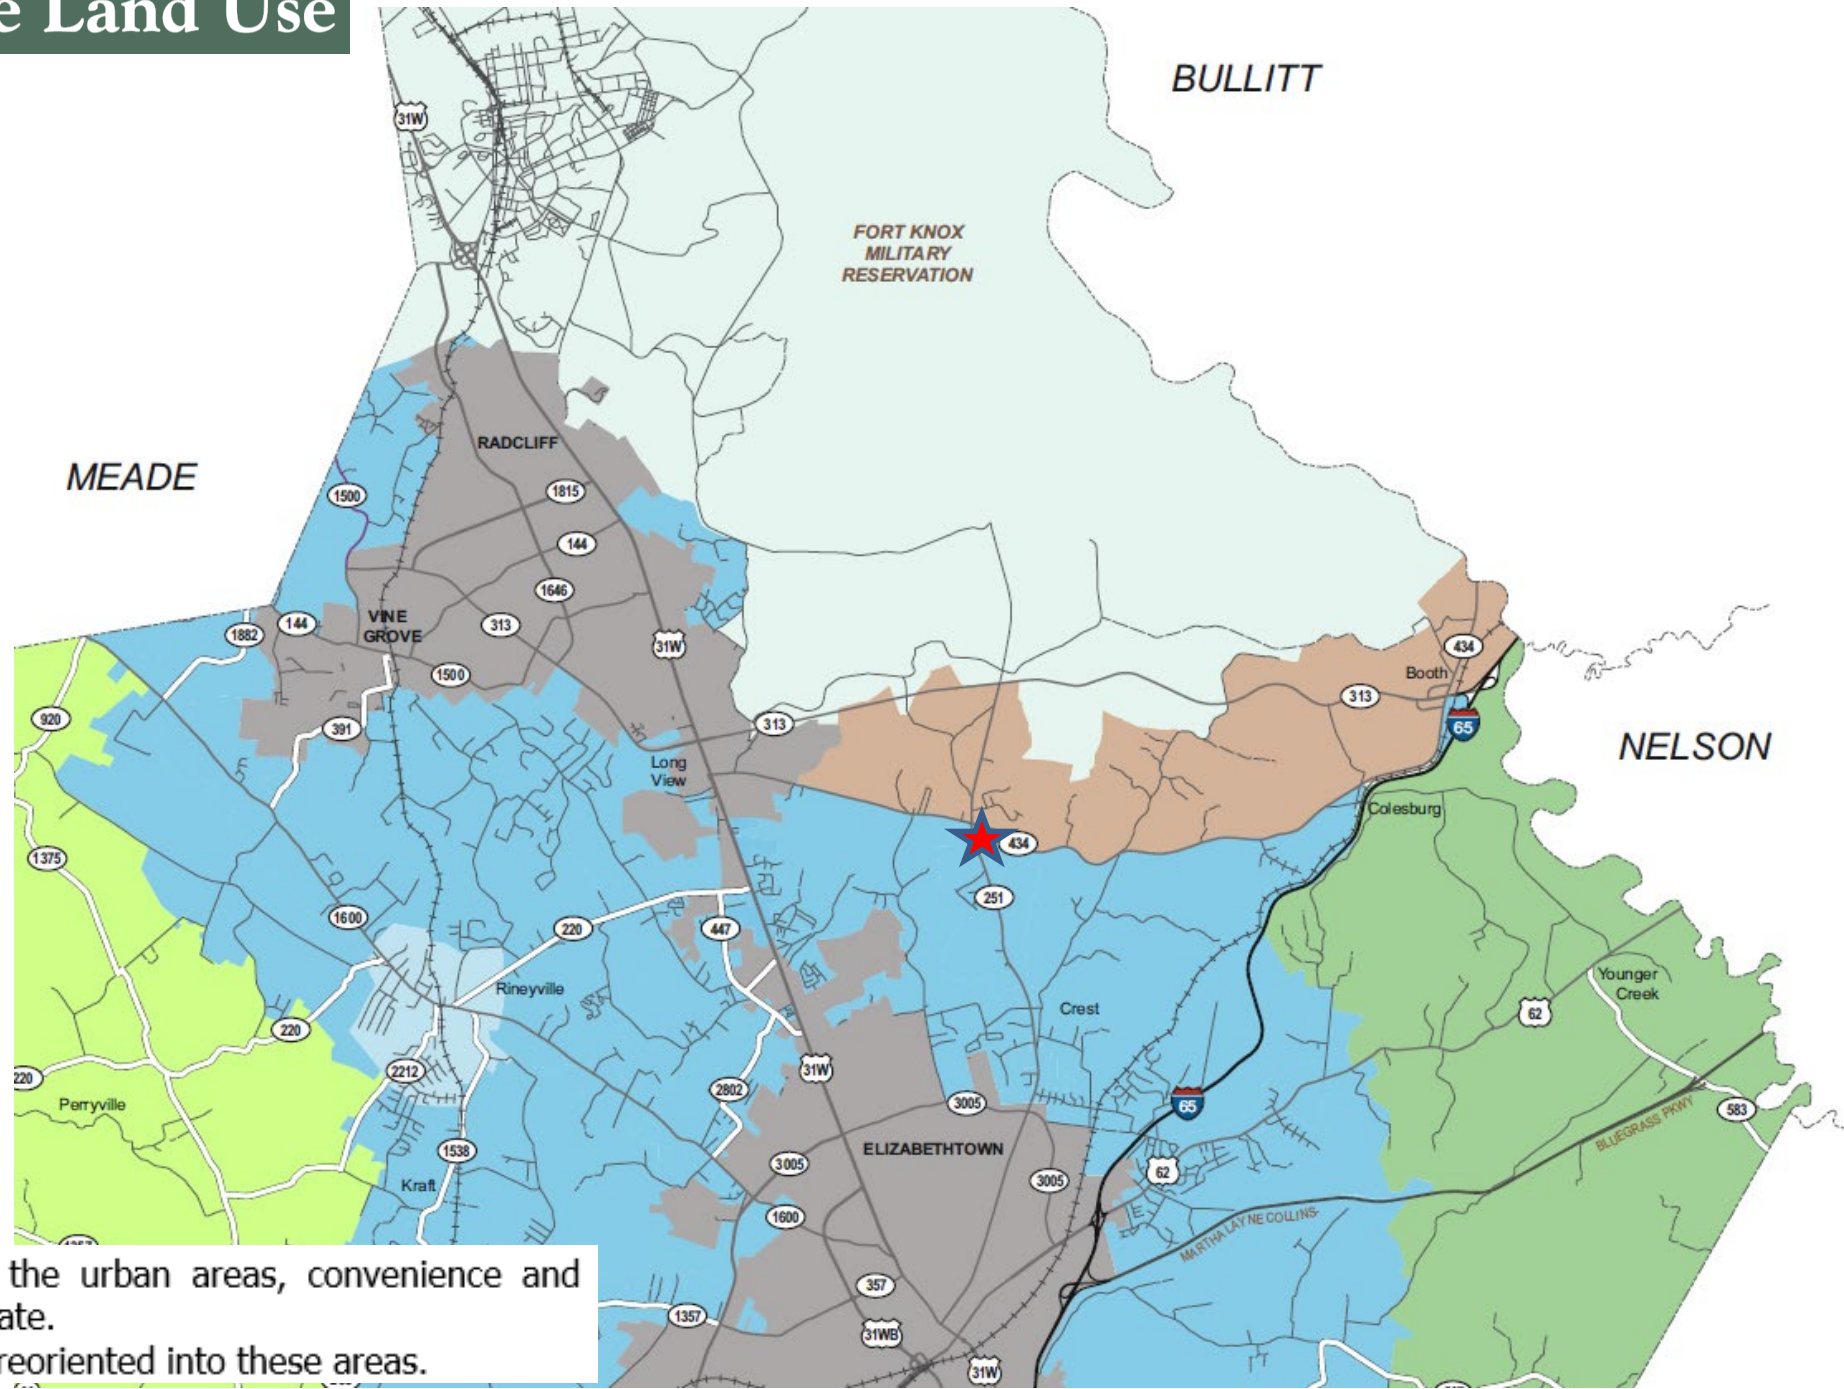 e Land Use
BULLITT
31W
FORT KNOX
MILITARY
RESERVATION
RADCLIFF
MEADE
1500
1815
144
1646
144
VINE
GROVE
313
1882
31W
434
1500
Booth
313
920
391
313
65
NELSON
Long
View
Colesburg
434
1375
251
1600
220
447
Younger
Creek
Rineyville
Crest
62
220
31W
2212
220
2802
65
Perryville
3005
583
BLUEGRASS PKWY
ELIZABETHTOWN
1538
3005
62
3005
Kraft
1600
MARTHA LAYNE COLLINS
the urban areas, convenience and
ate.
reoriented into these areas.
357
1357
31WB
31W